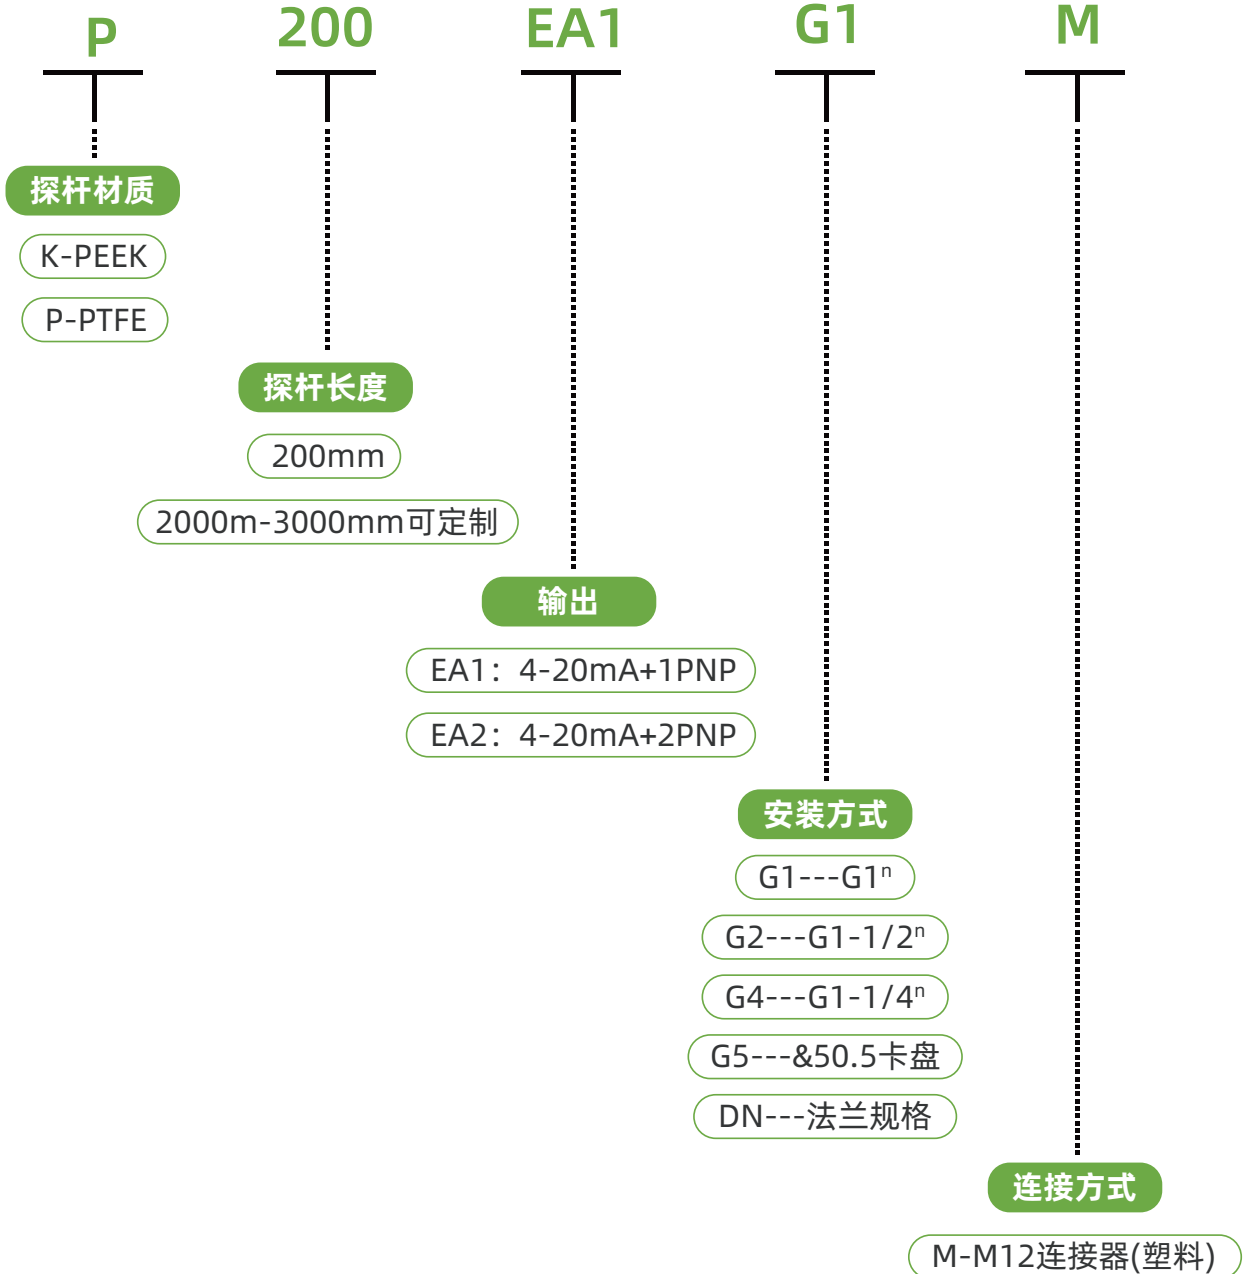 P 200 EA1 G1 M
探杆材质
K-PEEK
P-PTFE
探杆长度
200mm
2000m-3000mm可定制
输出
EA1：4-20mA+1PNP
EA2：4-20mA+2PNP
安装方式
G1---G1ⁿ
G2---G1-1/2ⁿ
G4---G1-1/4ⁿ
G5---&50.5卡盘
DN---法兰规格
连接方式
M-M12连接器(塑料)